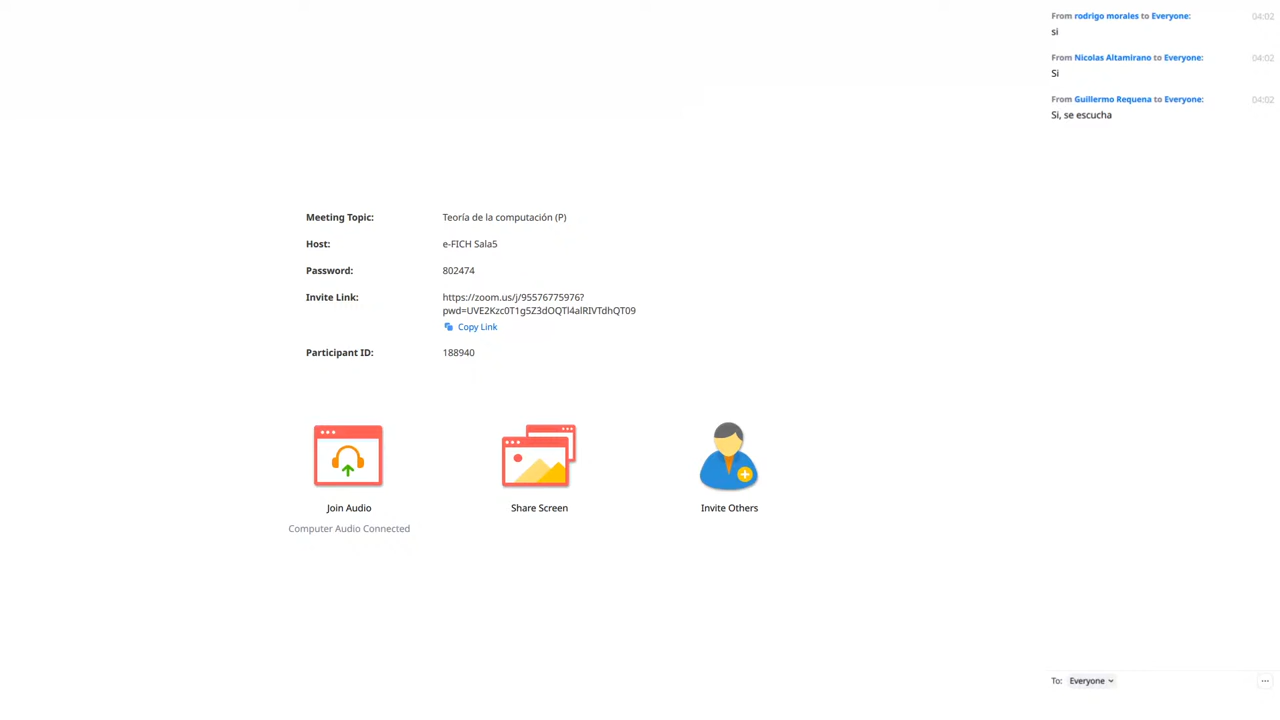 From rodrigo morales to Everyone: 04:02
si
From Nicolas Altamirano to Everyone: 04:02
Si
From Guillermo Requena to Everyone: 04:02
Si, se escucha
Meeting Topic: Teoría de la computación (P)
Host: e-FICH Sala5
Password: 802474
Invite Link: https://zoom.us/j/95576775976?
pwd=UVE2Kzc0T1g5Z3dOQTl4alRIVTdhQT09
Copy Link
Participant ID: 188940
Join Audio Share Screen Invite Others
Computer Audio Connected
To: Everyone